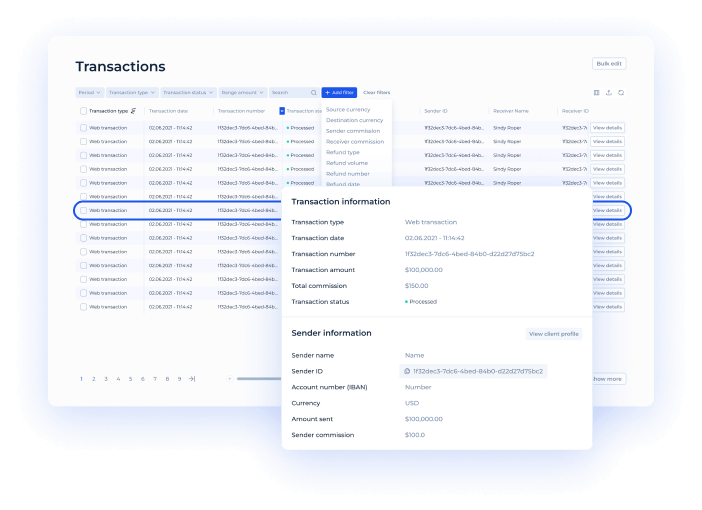 Transactions
Bulk edit
Period Transaction type Transaction status Range amount Search + Add filter Clear filters
Transaction type Transaction date Transaction number Transaction sta Source currency Sender ID Receiver Name Receiver ID
Destination currency
Web transaction 02.06.2021 - 11:14:42 1f32dec3-7dc6-4bed-84b... Processed Sender commission 1f32dec3-7dc6-4bed-84b... Sindy Roper 1f32dec3-7c View details
Web transaction 02.06.2021 - 11:14:42 1f32dec3-7dc6-4bed-84b... Processed Receiver commission 1f32dec3-7dc6-4bed-84b... Sindy Roper 1f32dec3-7c View details
Web transaction 02.06.2021 - 11:14:42 1f32dec3-7dc6-4bed-84b... Processed Refund type 1f32dec3-7dc6-4bed-84b... Sindy Roper 1f32dec3-7c View details
Refund volume
Web transaction 02.06.2021 - 11:14:42 1f32dec3-7dc6-4bed-84b... Processed Refund number 1f32dec3-7dc6-4bed-84b... Sindy Roper 1f32dec3-7c View details
Web transaction 02.06.2021 - 11:14:42 1f32dec3-7dc6-4bed-84b... Processed Refund date 1f32dec3-7dc6-4bed-84b... Sindy Roper 1f32dec3-7c View details
Web transaction 02.06.2021 - 11:14:42 1f32dec3-7dc6-4bed-84b... View details
Web transaction 02.06.2021 - 11:14:42 1f32dec3-7dc6-4bed-84b... View details
Web transaction 02.06.2021 - 11:14:42 1f32dec3-7dc6-4bed-84b... View details
Web transaction 02.06.2021 - 11:14:42 1f32dec3-7dc6-4bed-84b... View details
Web transaction 02.06.2021 - 11:14:42 1f32dec3-7dc6-4bed-84b... View details
Web transaction 02.06.2021 - 11:14:42 1f32dec3-7dc6-4bed-84b... View details
Web transaction 02.06.2021 - 11:14:42 1f32dec3-7dc6-4bed-84b... View details
Web transaction 02.06.2021 - 11:14:42 1f32dec3-7dc6-4bed-84b... View details
Web transaction 02.06.2021 - 11:14:42 1f32dec3-7dc6-4bed-84b... View details
1 2 3 4 5 6 7 8 9
how more
Transaction information
Transaction type Web transaction
Transaction date 02.06.2021 - 11:14:42
Transaction number 1f32dec3-7dc6-4bed-84b0-d22d27d75bc2
Transaction amount $100,000.00
Total commission $150.00
Transaction status Processed
Sender information View client profile
Sender name Name
Sender ID 1f32dec3-7dc6-4bed-84b0-d22d27d75bc2
Account number (IBAN) Number
Currency USD
Amount sent $100,000.00
Sender commission $100.0